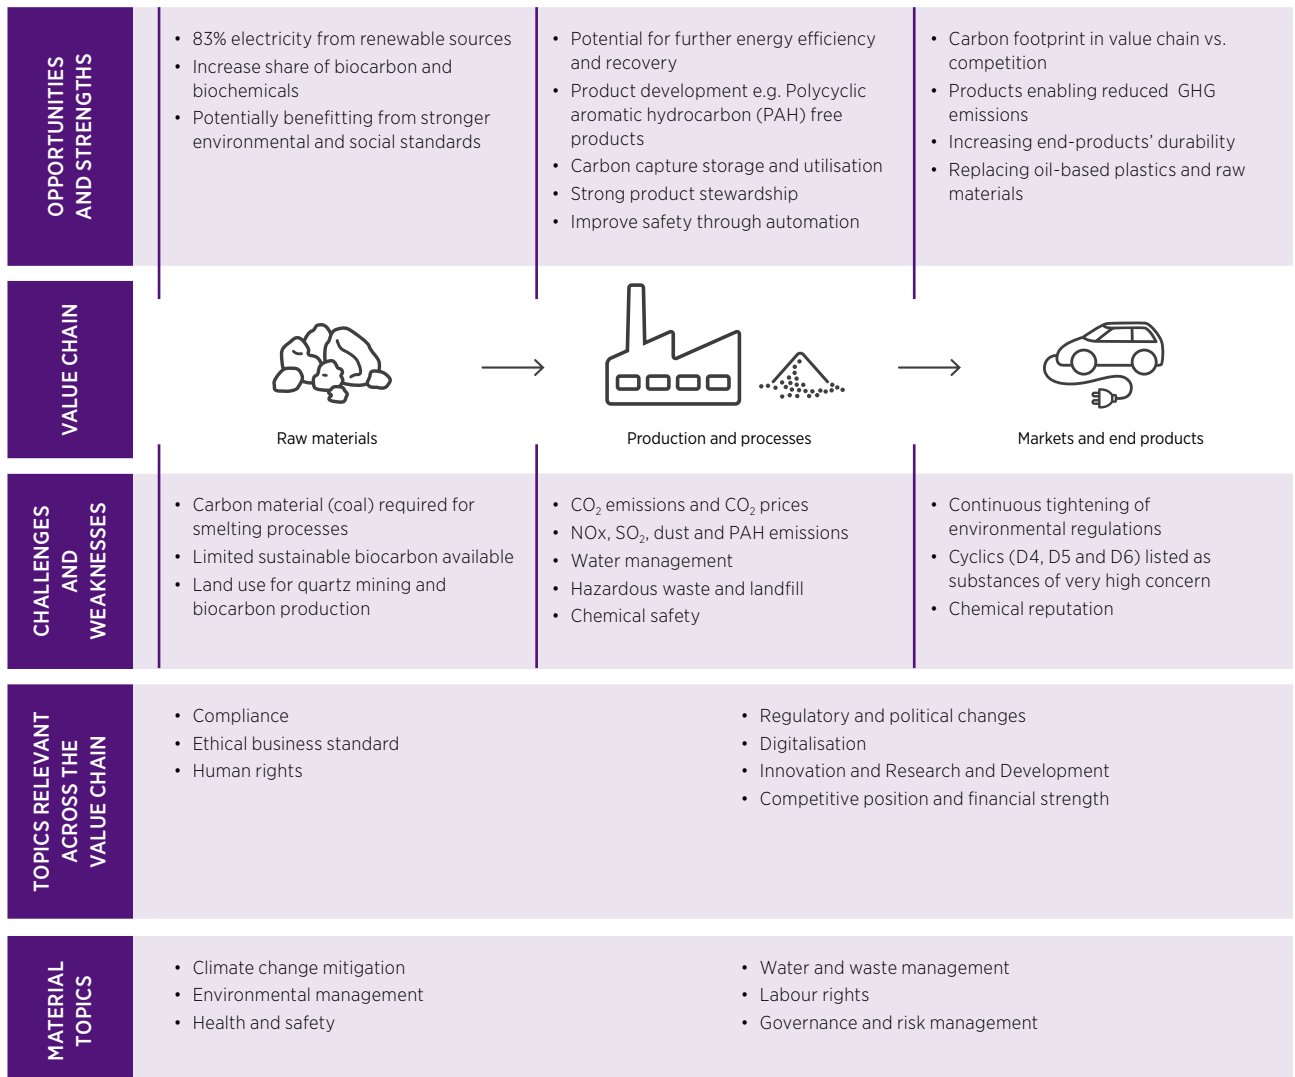 OPPORTUNITIES
AND STRENGTHS
• 83% electricity from renewable sources
• Increase share of biocarbon and
biochemicals
• Potentially benefitting from stronger
environmental and social standards
• Potential for further energy efficiency
and recovery
• Product development e.g. Polycyclic
aromatic hydrocarbon (PAH) free
products
• Carbon capture storage and utilisation
• Strong product stewardship
• Improve safety through automation
• Carbon footprint in value chain vs.
competition
• Products enabling reduced GHG
emissions
• Increasing end-products’ durability
• Replacing oil-based plastics and raw
materials
VALUE CHAIN
Raw materials
Production and processes
Markets and end products
CHALLENGES
AND
WEAKNESSES
• Carbon material (coal) required for
smelting processes
• Limited sustainable biocarbon available
• Land use for quartz mining and
biocarbon production
• CO₂ emissions and CO₂ prices
• NOx, SO₂, dust and PAH emissions
• Water management
• Hazardous waste and landfill
• Chemical safety
• Continuous tightening of
environmental regulations
• Cyclics (D4, D5 and D6) listed as
substances of very high concern
• Chemical reputation
TOPICS RELEVANT
ACROSS THE
VALUE CHAIN
• Compliance
• Ethical business standard
• Human rights
• Regulatory and political changes
• Digitalisation
• Innovation and Research and Development
• Competitive position and financial strength
MATERIAL
TOPICS
• Climate change mitigation
• Environmental management
• Health and safety
• Water and waste management
• Labour rights
• Governance and risk management